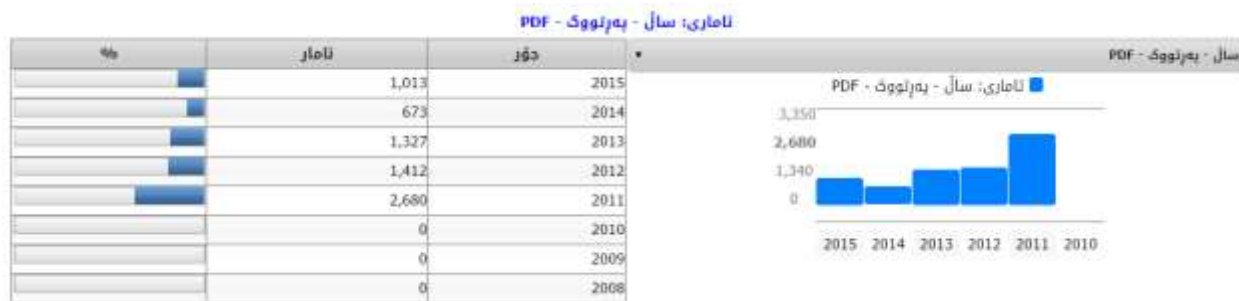 ئاماری: ساڵ - پەرتووک - PDF
ساڵ - پەرتووک - PDF
جۆر ئامار %
2015 1,013
2014 673
2013 1,327
2012 1,412
2011 2,680
2010 0
2009 0
2008 0
ئاماری: ساڵ - پەرتووک - PDF
3,350
2,680
1,340
0
2015 2014 2013 2012 2011 2010